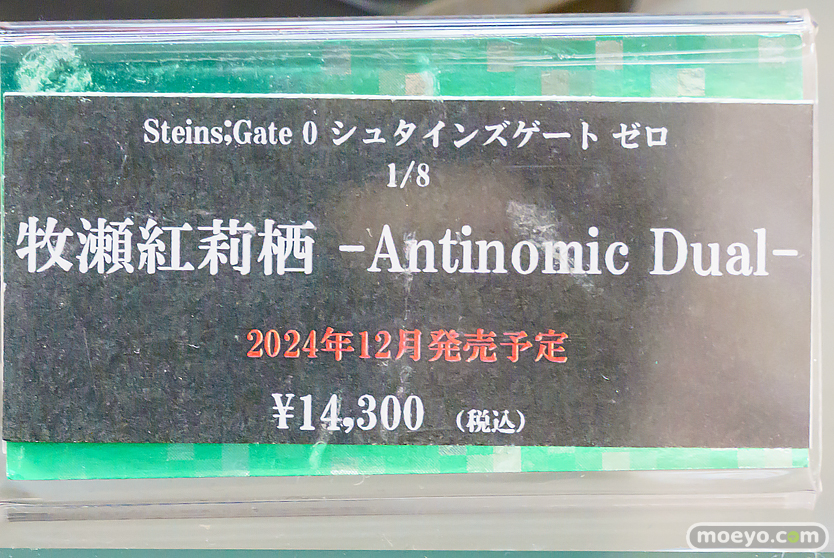 Steins;Gate 0 シュタインズゲート ゼロ
1/8
牧瀬紅莉栖 -Antinomic Dual-
2024年12月発売予定
¥14,300 (税込)
moeyo.com